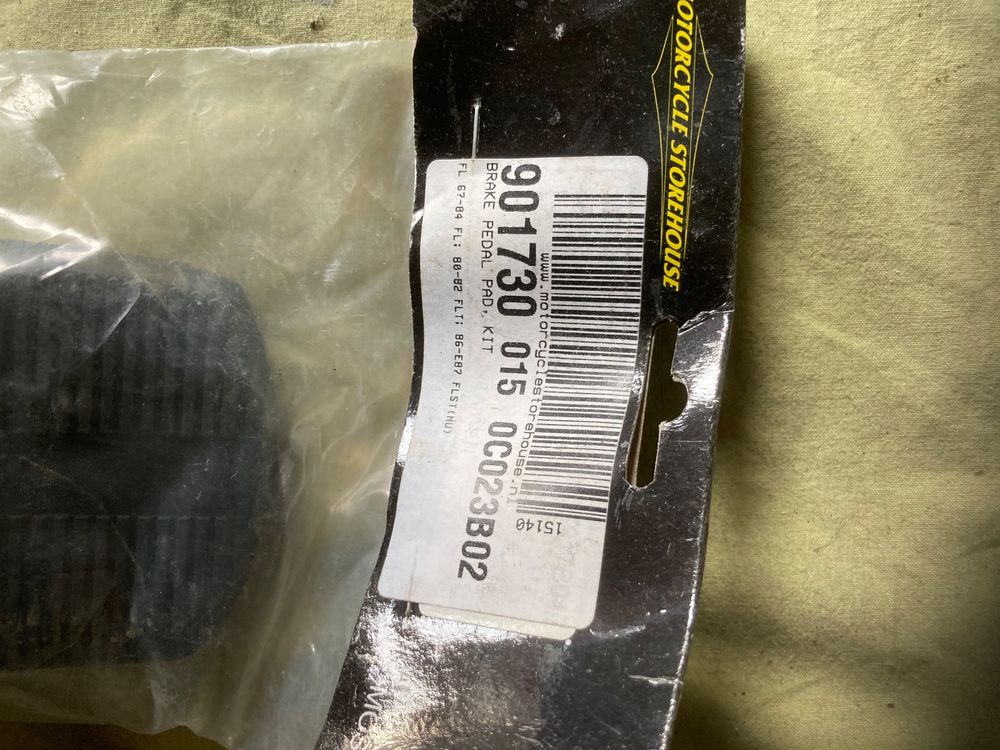 MOTORCYCLE STOREHOUSE
www.motorcyclestorehouse.nl
15140
901730 015 0C023B02
BRAKE PEDAL PAD, KIT
FL 67-84 FL; 80-82 FLT; 86-E87 FLST(NU)
MC